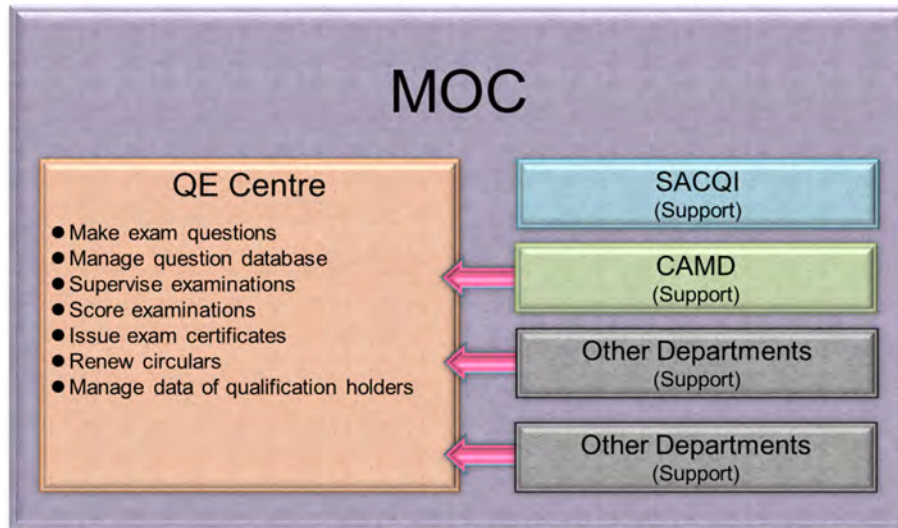 MOC
QE Centre
● Make exam questions
● Manage question database
● Supervise examinations
● Score examinations
● Issue exam certificates
● Renew circulars
● Manage data of qualification holders
SACQI
(Support)
CAMD
(Support)
Other Departments
(Support)
Other Departments
(Support)